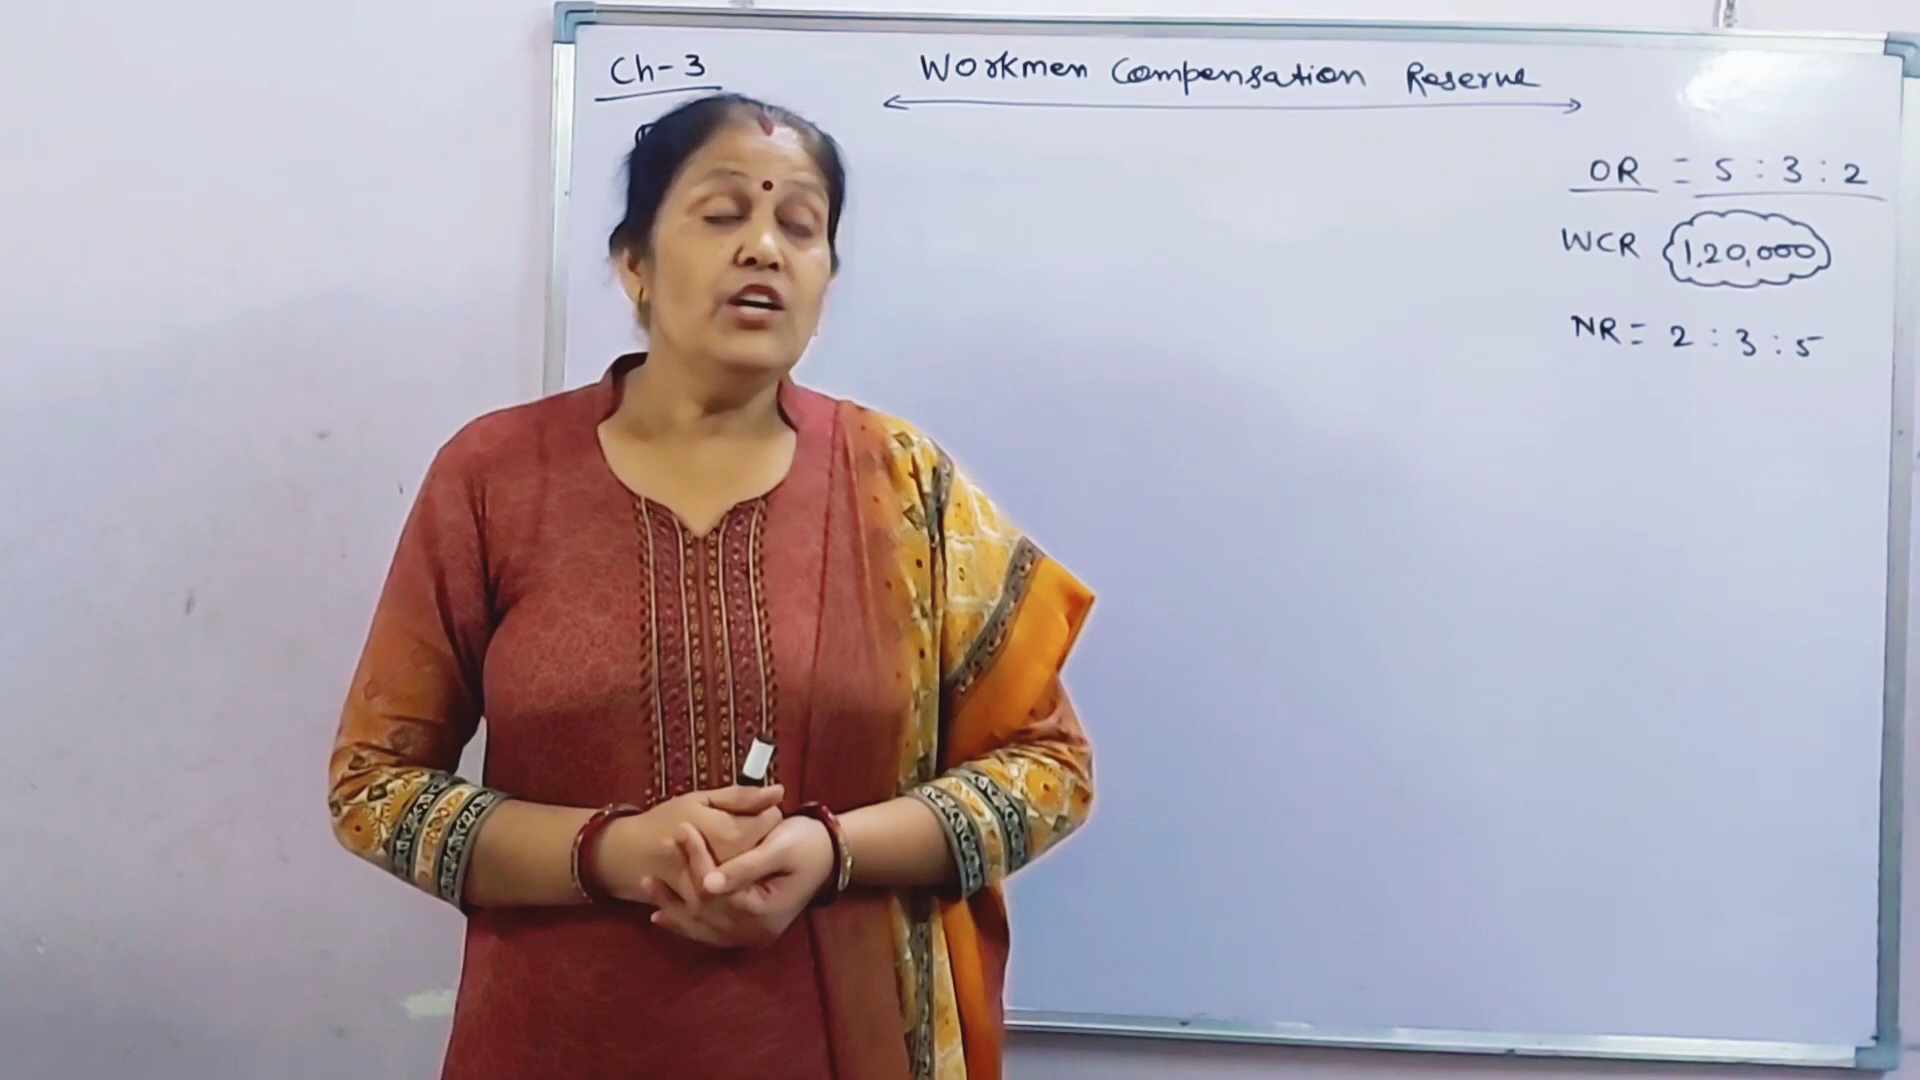 Ch-3
Workmen Compensation Reserve
OR = 5 : 3 : 2
WCR 1,20,000
NR = 2 : 3 : 5